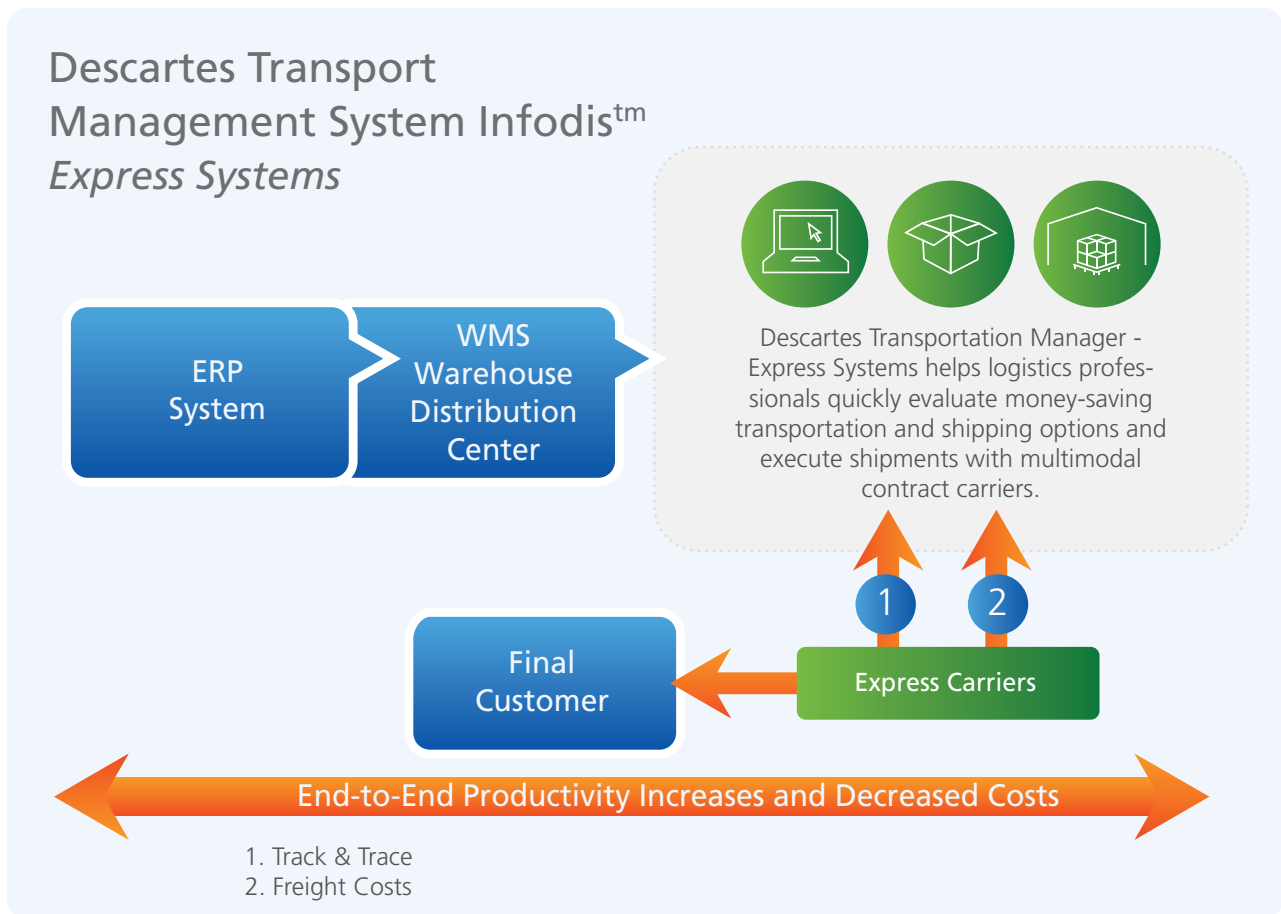 Descartes Transport
Management System Infodis™
Express Systems
ERP
System
WMS
Warehouse
Distribution
Center
Descartes Transportation Manager -
Express Systems helps logistics profes-
sionals quickly evaluate money-saving
transportation and shipping options and
execute shipments with multimodal
contract carriers.
1
2
Final
Customer
Express Carriers
End-to-End Productivity Increases and Decreased Costs
1. Track & Trace
2. Freight Costs